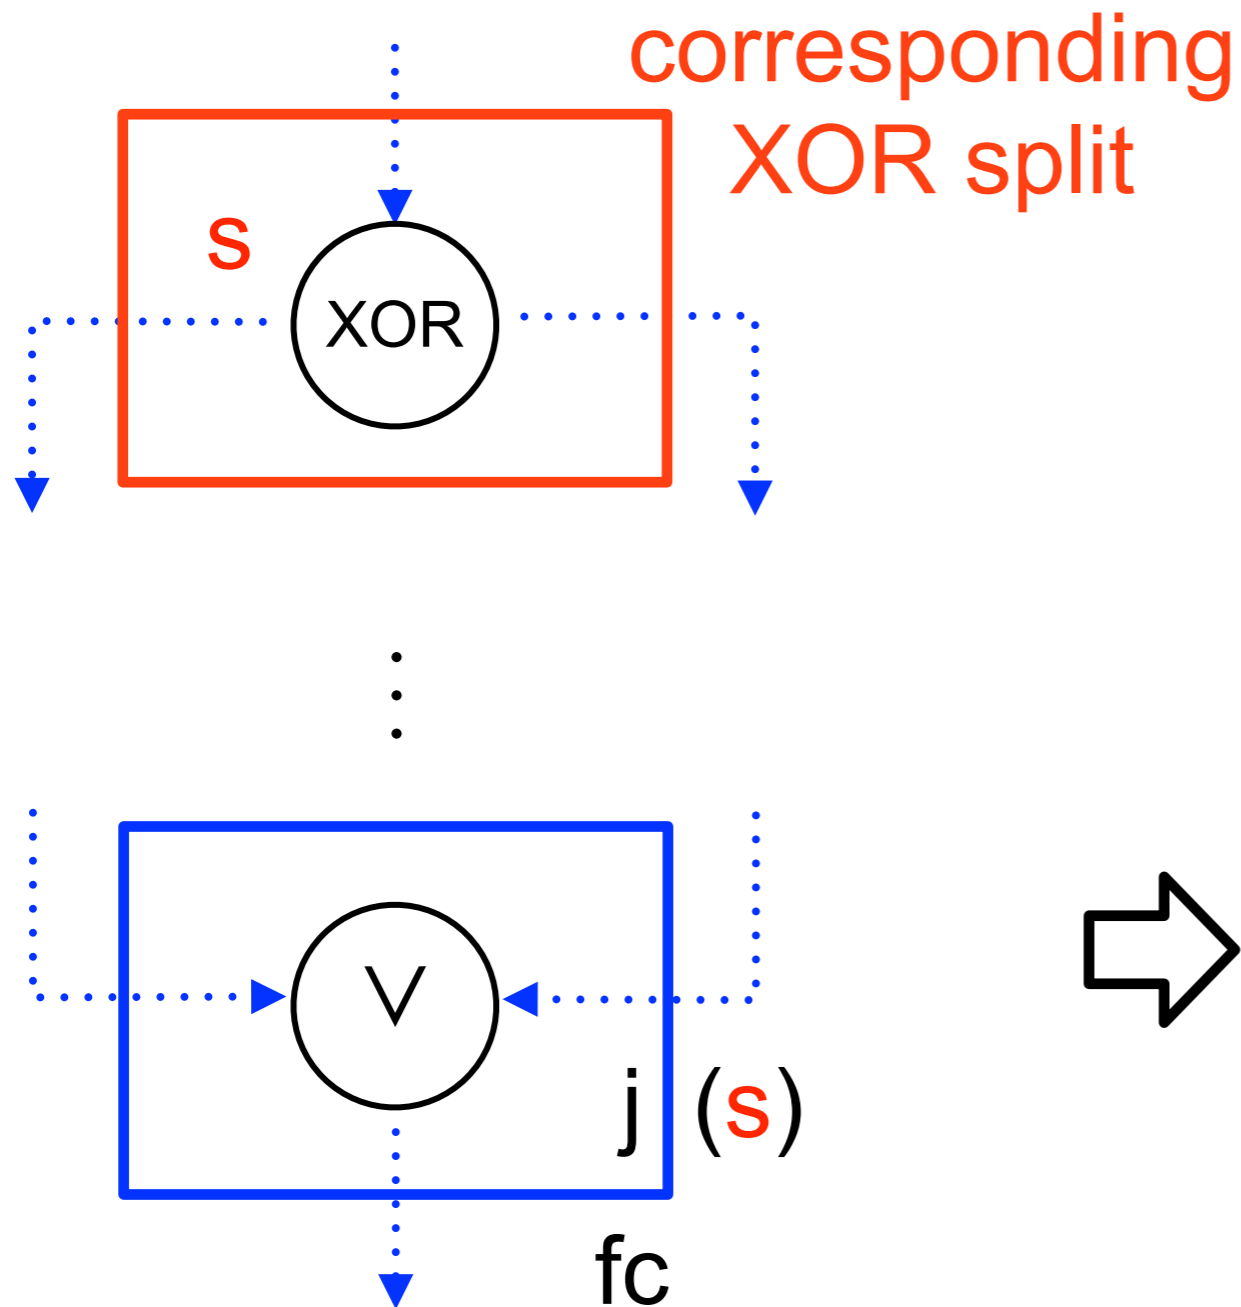 corresponding
XOR split
s
XOR
∨
j (s)
fc